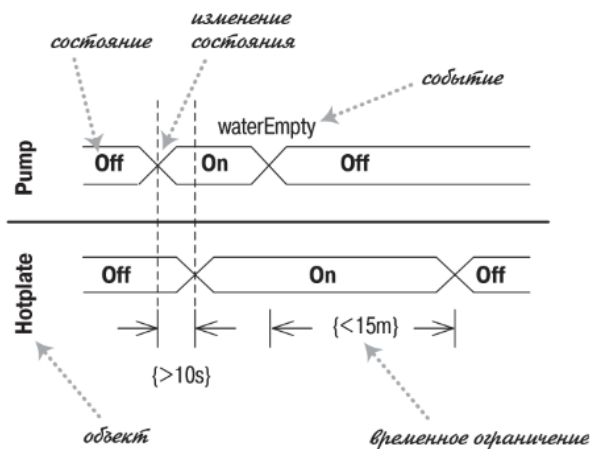 состояние
изменение
состояния
событие
waterEmpty
Pump
Off
On
Off
Hotplate
Off
On
Off
{>10s}
{<15m}
объект
временное ограничение